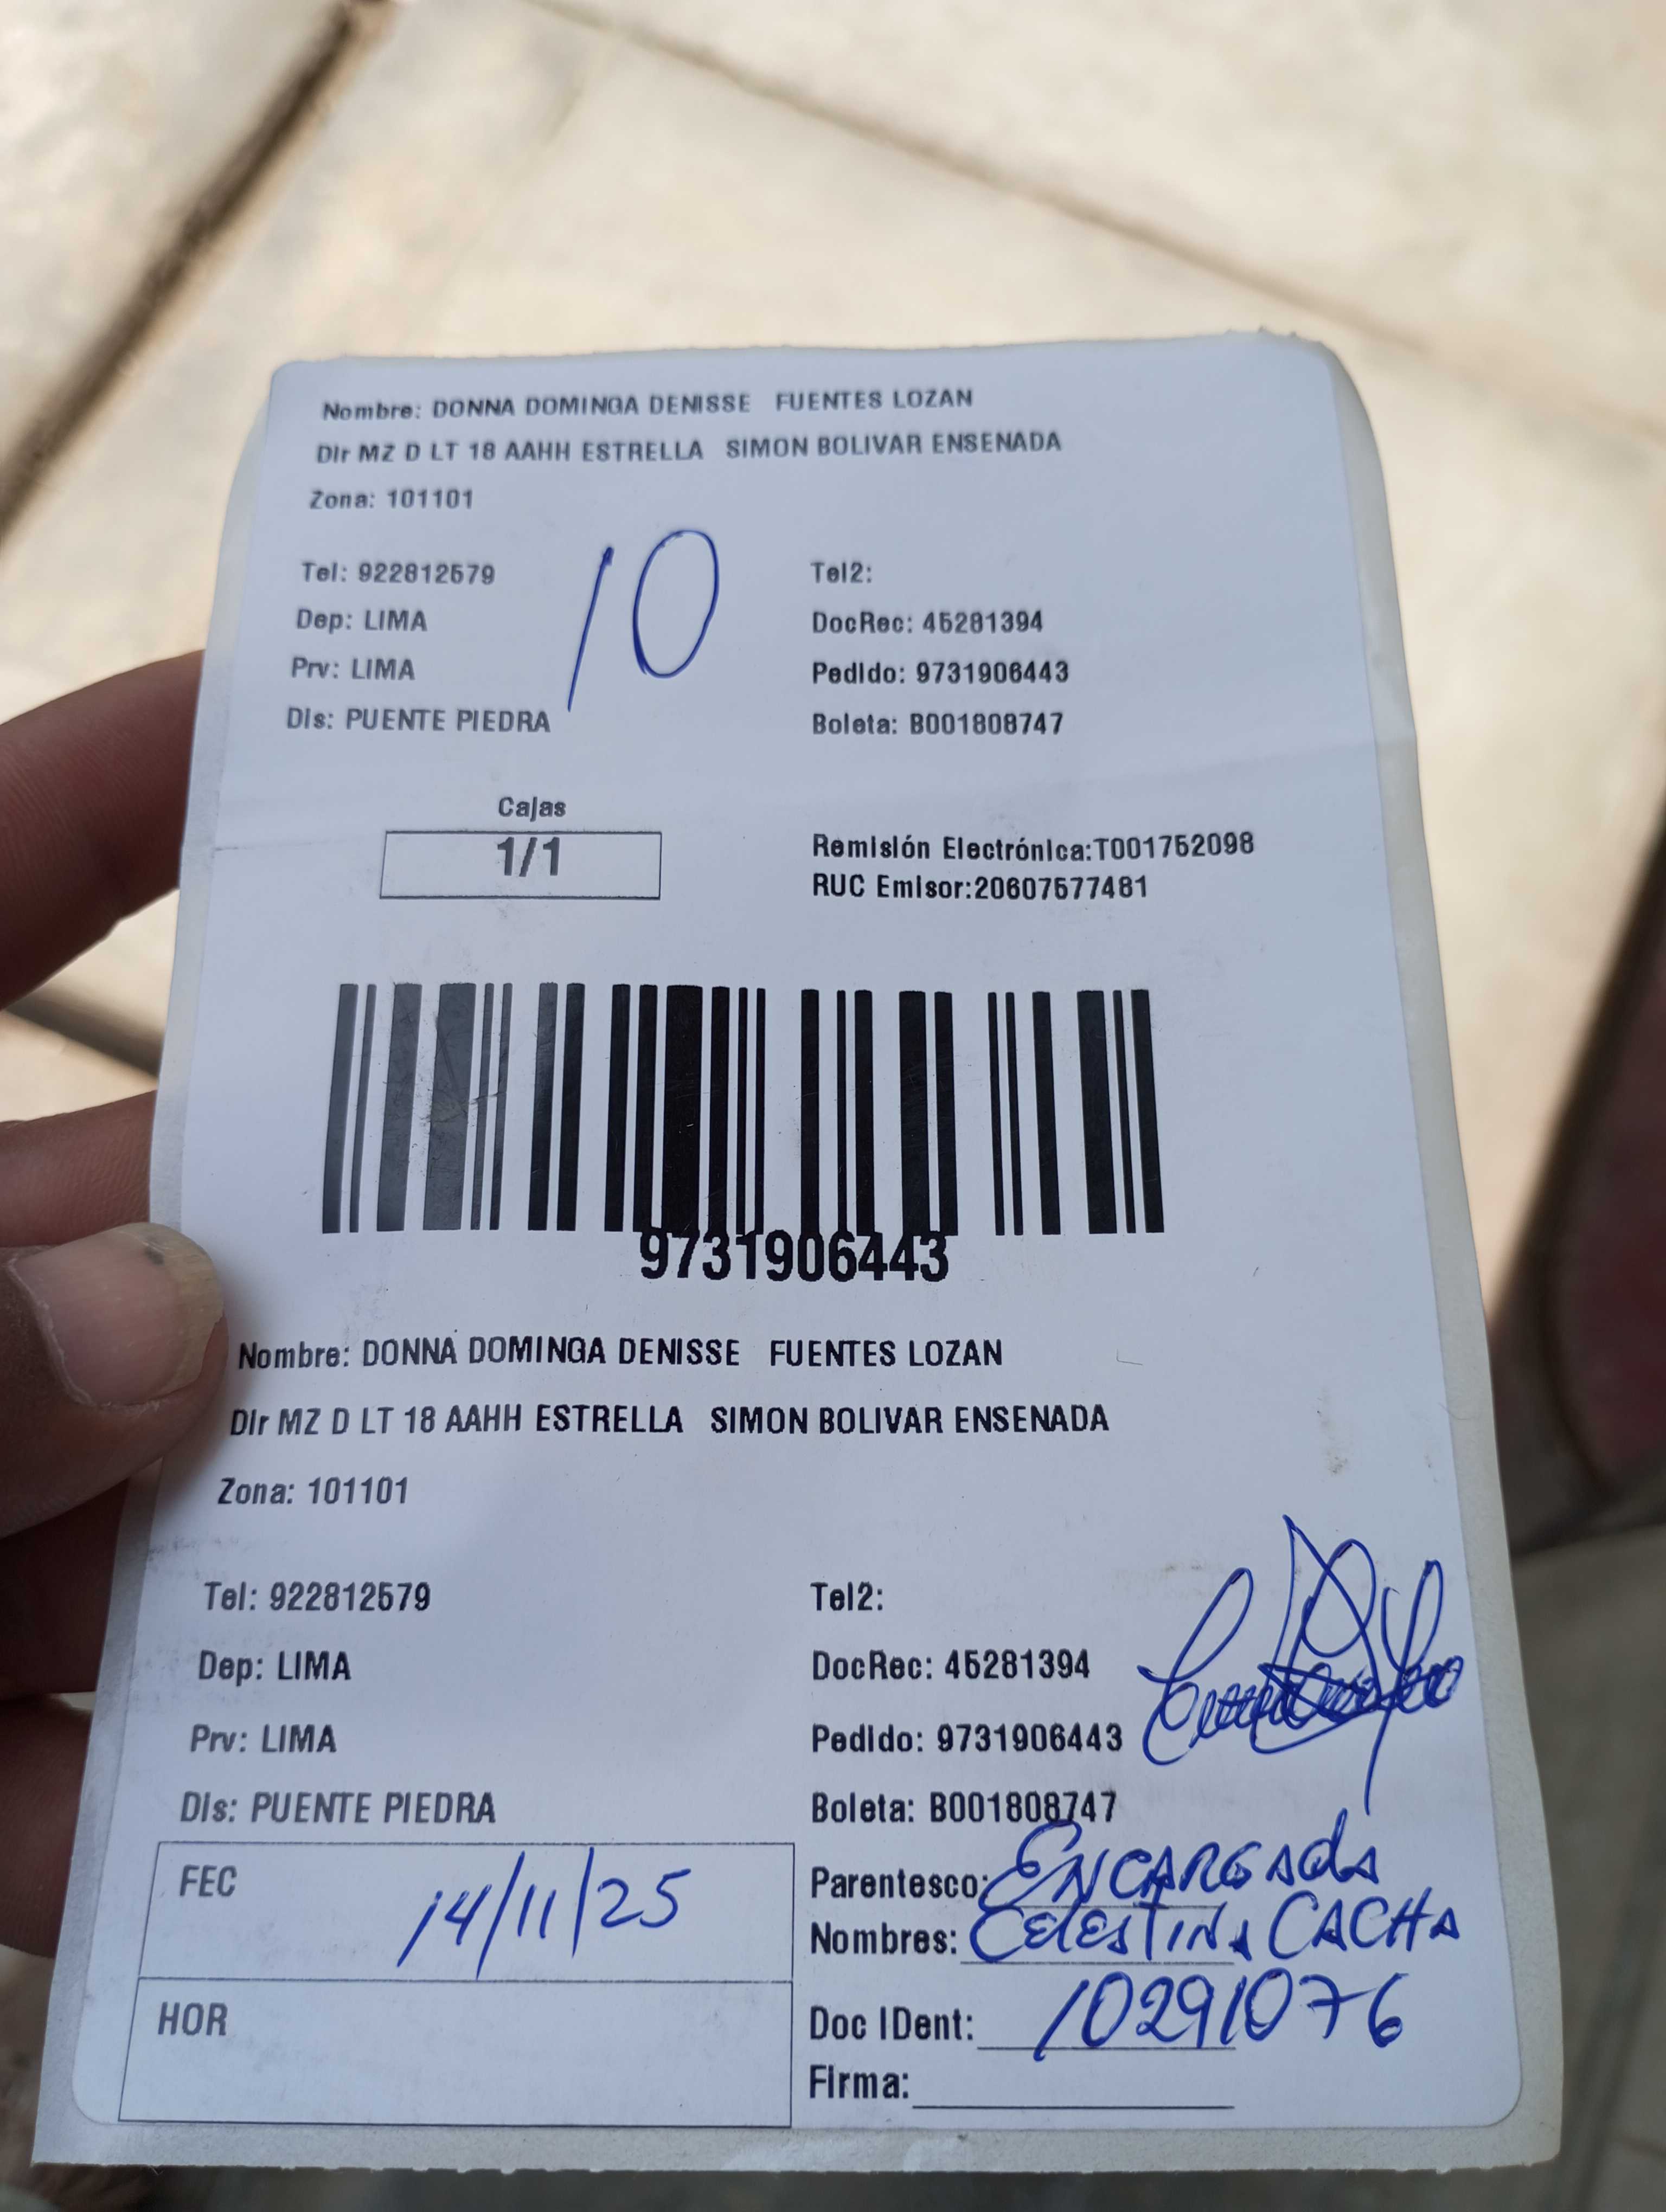 Nombre: DONNA DOMINGA DENISSE FUENTES LOZAN
Dir MZ D LT 18 AAHH ESTRELLA SIMON BOLIVAR ENSENADA
Zona: 101101
10
Tel: 922812579 Tel2:
Dep: LIMA DocRec: 45281394
Prv: LIMA Pedido: 9731906443
Dis: PUENTE PIEDRA Boleta: B001808747
Cajas
1/1
Remisión Electrónica:T001752098
RUC Emisor:20607577481
9731906443
Nombre: DONNA DOMINGA DENISSE FUENTES LOZAN
Dir MZ D LT 18 AAHH ESTRELLA SIMON BOLIVAR ENSENADA
Zona: 101101
Tel: 922812579 Tel2:
Dep: LIMA DocRec: 45281394
Prv: LIMA Pedido: 9731906443
Dis: PUENTE PIEDRA Boleta: B001808747
FEC 14/11/25
HOR
Parentesco: ENCARGADA
Nombres: CELESTINA CACHA
Doc IDent: 10291076
Firma: